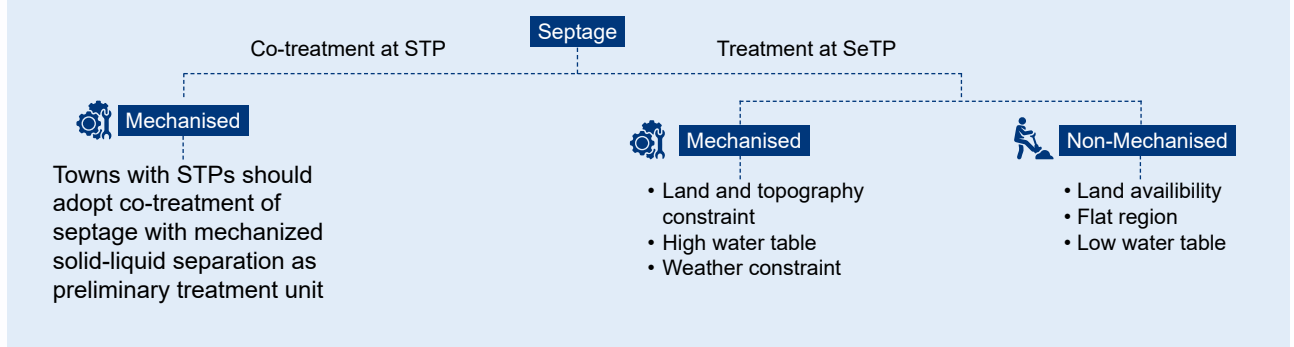 Septage
Co-treatment at STP
Treatment at SeTP
Mechanised
Towns with STPs should
adopt co-treatment of
septage with mechanized
solid-liquid separation as
preliminary treatment unit
Mechanised
• Land and topography
constraint
• High water table
• Weather constraint
Non-Mechanised
• Land availibility
• Flat region
• Low water table